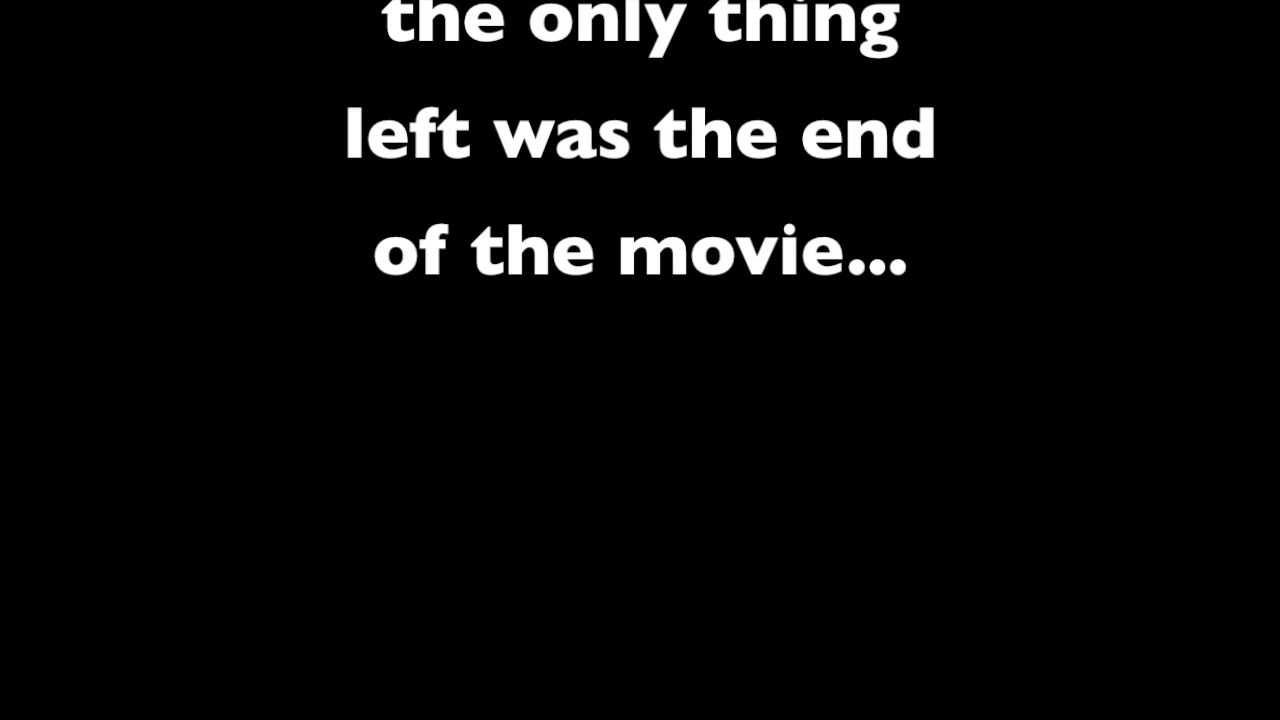 the only thing
left was the end
of the movie...